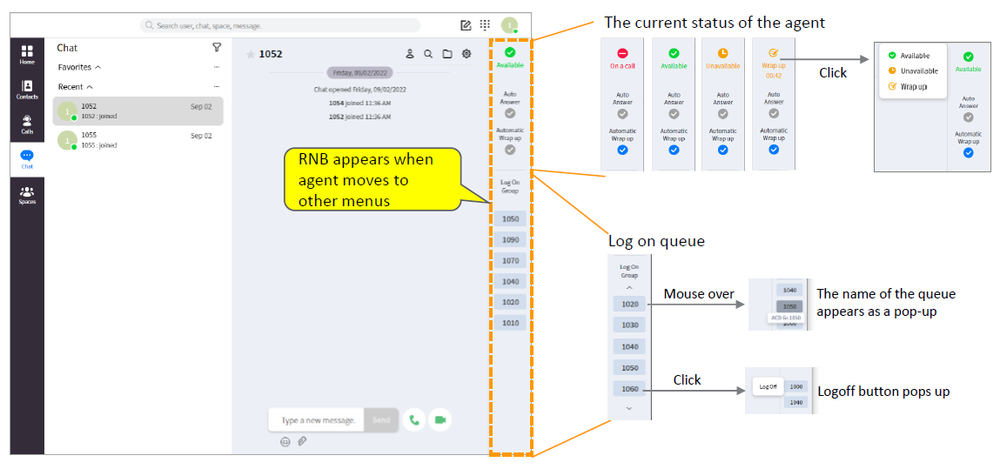 Search user, chat, space, message.
1
Home
Contacts
Calls
Chat
Spaces
Chat
Favorites
Recent
1
1052
1052 : joined
Sep 02
1
1055
1055 : joined
Sep 02
1052
Friday, 09/02/2022
Chat opened Friday, 09/02/2022
1054 joined 11:36 AM
1052 joined 11:36 AM
RNB appears when
agent moves to
other menus
Type a new message.
Send
Available
Auto
Answer
Automatic
Wrap up
Log On
Group
1050
1090
1070
1040
1020
1010
The current status of the agent
On a call
Auto
Answer
Automatic
Wrap up
Available
Auto
Answer
Automatic
Wrap up
Unavailable
Auto
Answer
Automatic
Wrap up
Wrap up
00:42
Auto
Answer
Automatic
Wrap up
Click
Available
Unavailable
Wrap up
Available
Auto
Answer
Automatic
Wrap up
Log on queue
Log On
Group
1020
1030
1040
1050
1060
Mouse over
1040
1050
ACD Gr.1050
1000
The name of the queue
appears as a pop-up
Click
Log Off
1000
1040
Logoff button pops up